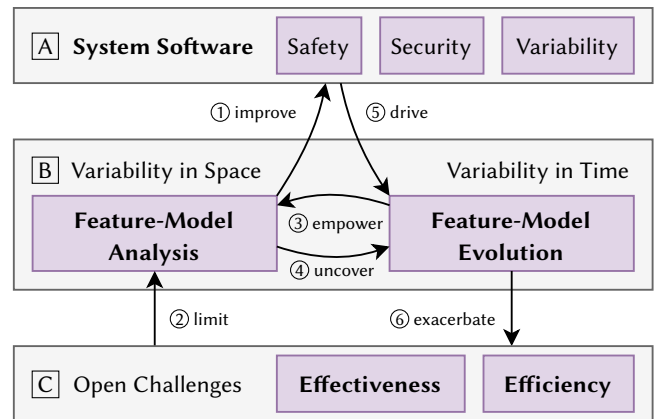 A System Software Safety Security Variability
① improve ⑤ drive
B Variability in Space Variability in Time
Feature-Model
Analysis
③ empower
④ uncover
Feature-Model
Evolution
② limit ⑥ exacerbate
C Open Challenges Effectiveness Efficiency